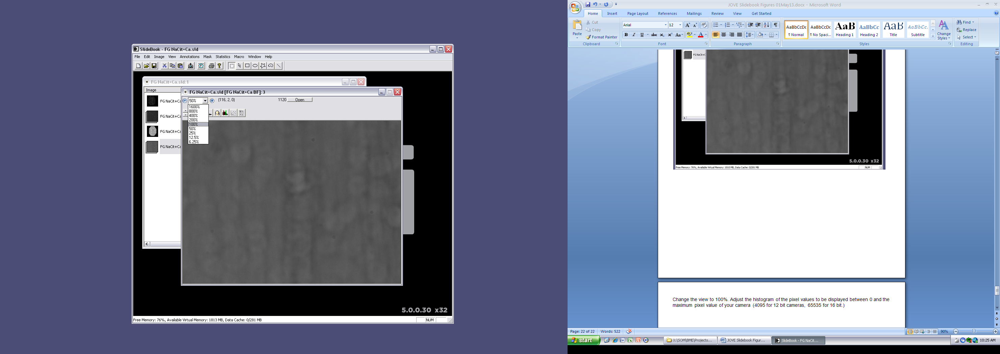 SlideBook - FG NaCit+Ca.sld
File Edit Image View Annotations Mask Statistics Macro Window Help
FG NaCit+Ca.sld:1
Image
FG NaCit+Ca
FG NaCit+Ca
FG NaCit+Ca
FG NaCit+Ca
FG NaCit+Ca.sld [FG NaCit+Ca BF]:3
50% (116, 2, 0) 1120 Open
1600%
800%
400%
200%
100%
50%
25%
12.5%
6.25%
5.0.0.30 x32
Free Memory: 76%, Available Virtual Memory: 1813 MB, Data Cache: 0/281 MB NUM
JOVE Slidebook Figures 01May13.docx - Microsoft Word
Home Insert Page Layout References Mailings Review View Get Started
Paste
Cut
Copy
Format Painter
Clipboard
Arial 12
Font
Paragraph
AaBbCcDc AaBbCcDc AaB AaBbCc AaB AaBbCc.
¶ Normal ¶ No Spaci... Heading 1 Heading 2 Title Subtitle
Change Styles
Styles
Find
Replace
Select
Editing
FG NaCit+C
5.0.0.30 x32
Free Memory: 76%, Available Virtual Memory: 1810 MB, Data Cache: 0/281 MB NUM
Change the view to 100%. Adjust the histogram of the pixel values to be displayed between 0 and the
maximum pixel value of your camera (4095 for 12 bit cameras, 65535 for 16 bit.)
Page: 22 of 22 Words: 522 90%
start X:\SOM\BME\Projects... JOVE Slidebook Figur... SlideBook - FG NaCit... 10:25 AM